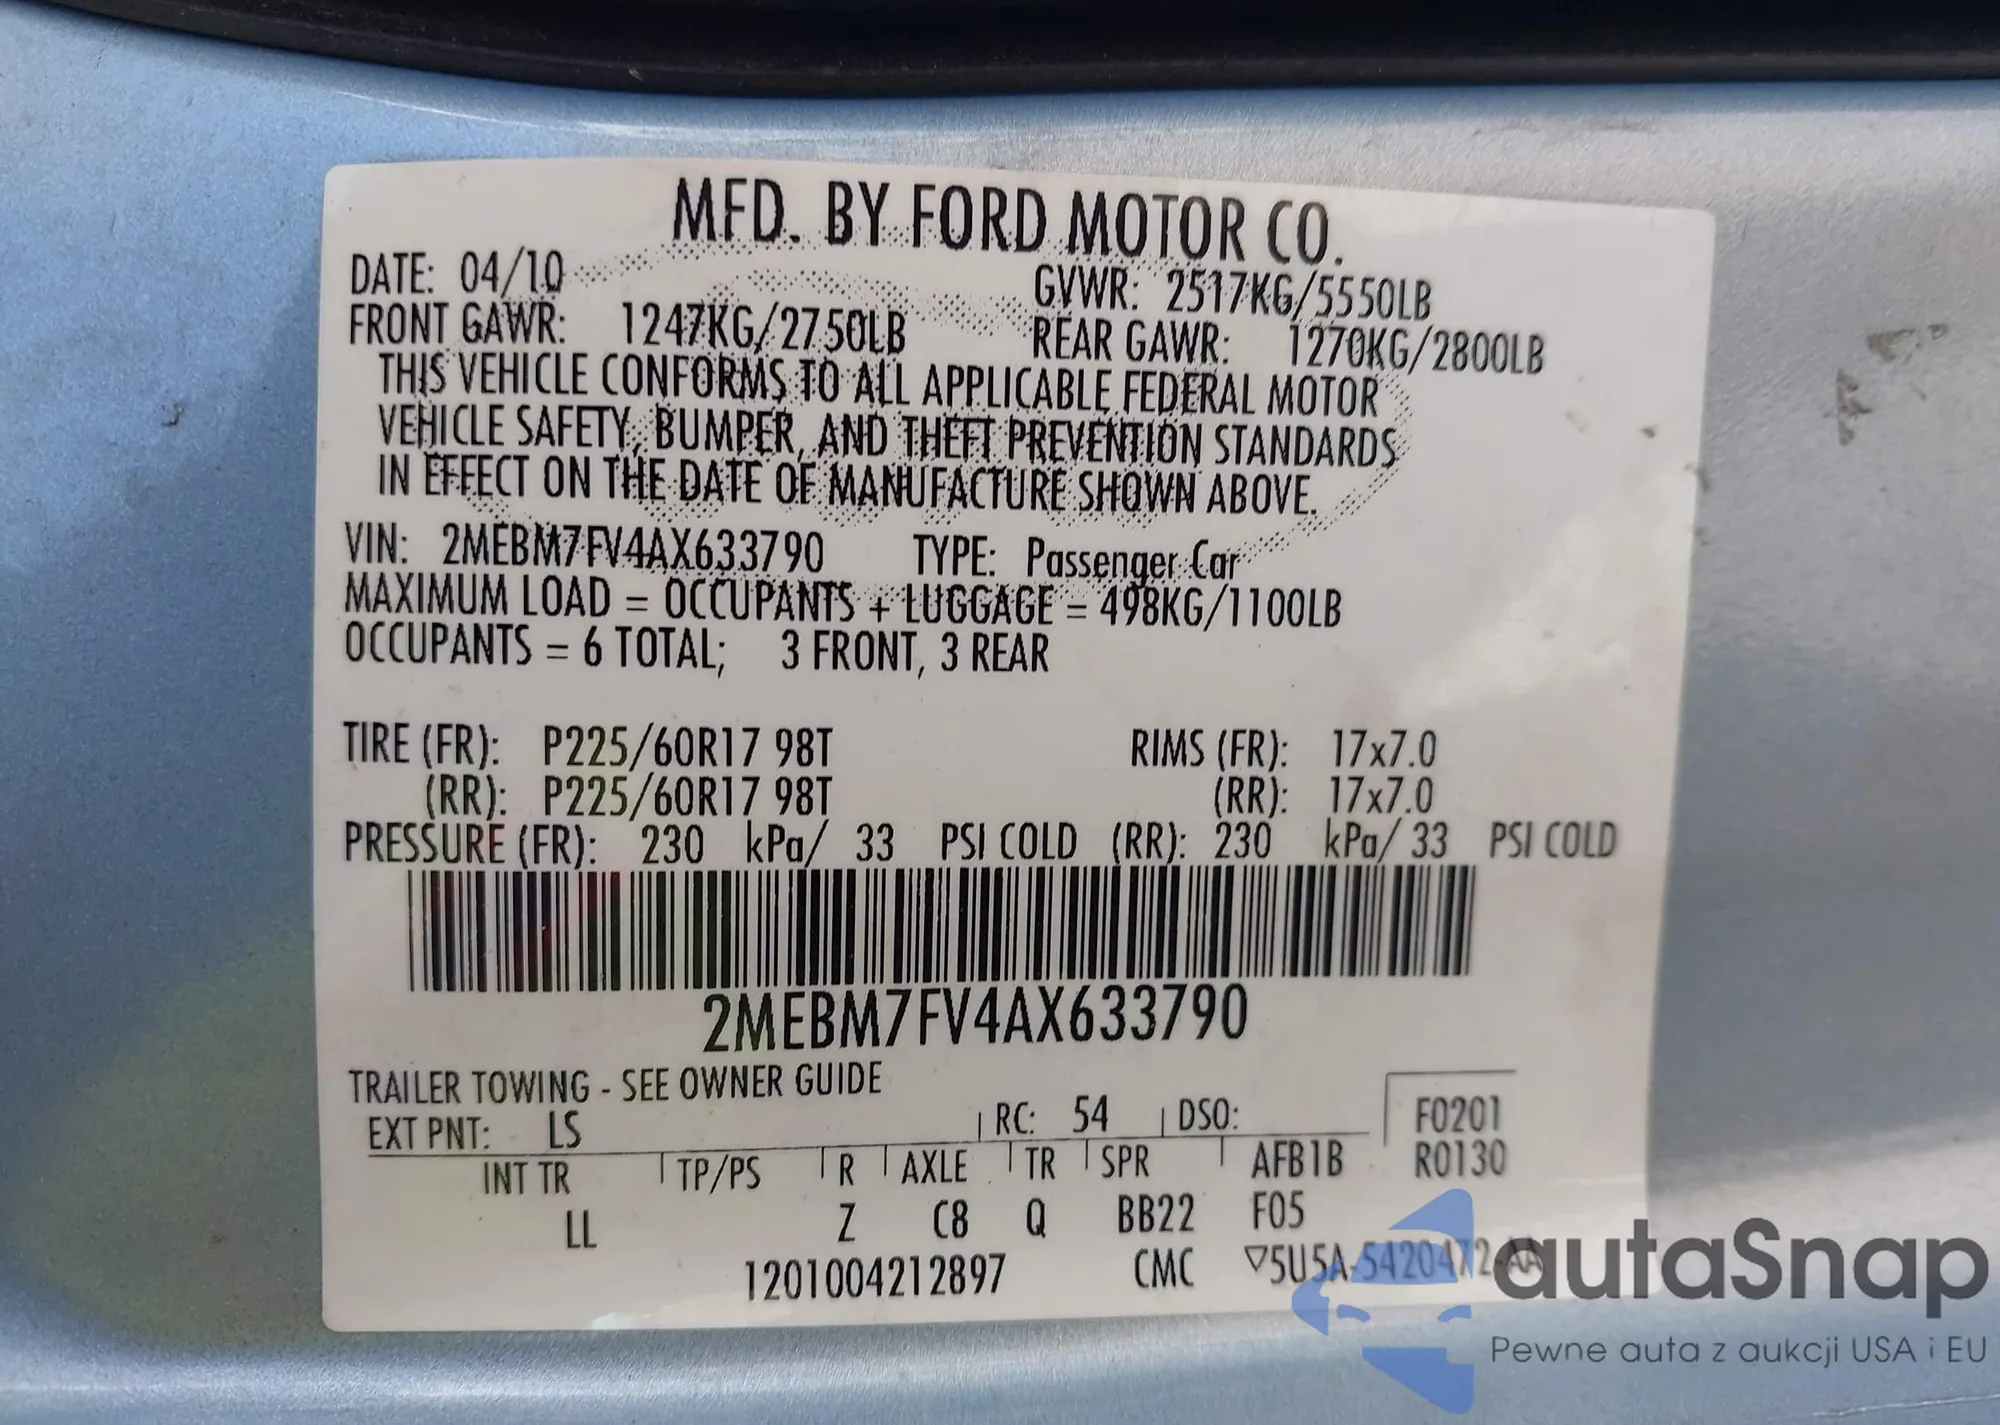 MFD. BY FORD MOTOR CO.
DATE: 04/10 GVWR: 2517KG/5550LB
FRONT GAWR: 1247KG/2750LB REAR GAWR: 1270KG/2800LB
THIS VEHICLE CONFORMS TO ALL APPLICABLE FEDERAL MOTOR
VEHICLE SAFETY, BUMPER, AND THEFT PREVENTION STANDARDS
IN EFFECT ON THE DATE OF MANUFACTURE SHOWN ABOVE.
VIN: 2MEBM7FV4AX633790 TYPE: Passenger Car
MAXIMUM LOAD = OCCUPANTS + LUGGAGE = 498KG/1100LB
OCCUPANTS = 6 TOTAL; 3 FRONT, 3 REAR
TIRE (FR): P225/60R17 98T RIMS (FR): 17x7.0
(RR): P225/60R17 98T (RR): 17x7.0
PRESSURE (FR): 230 kPa/ 33 PSI COLD (RR): 230 kPa/ 33 PSI COLD
2MEBM7FV4AX633790
TRAILER TOWING - SEE OWNER GUIDE
EXT PNT: LS RC: 54 DSO: F0201
INT TR TP/PS R AXLE TR SPR AFB1B R0130
LL Z C8 Q BB22 F05
1201004212897 CMC ▽5U5A-5420472-AA
autaSnap
Pewne auta z aukcji USA i EU